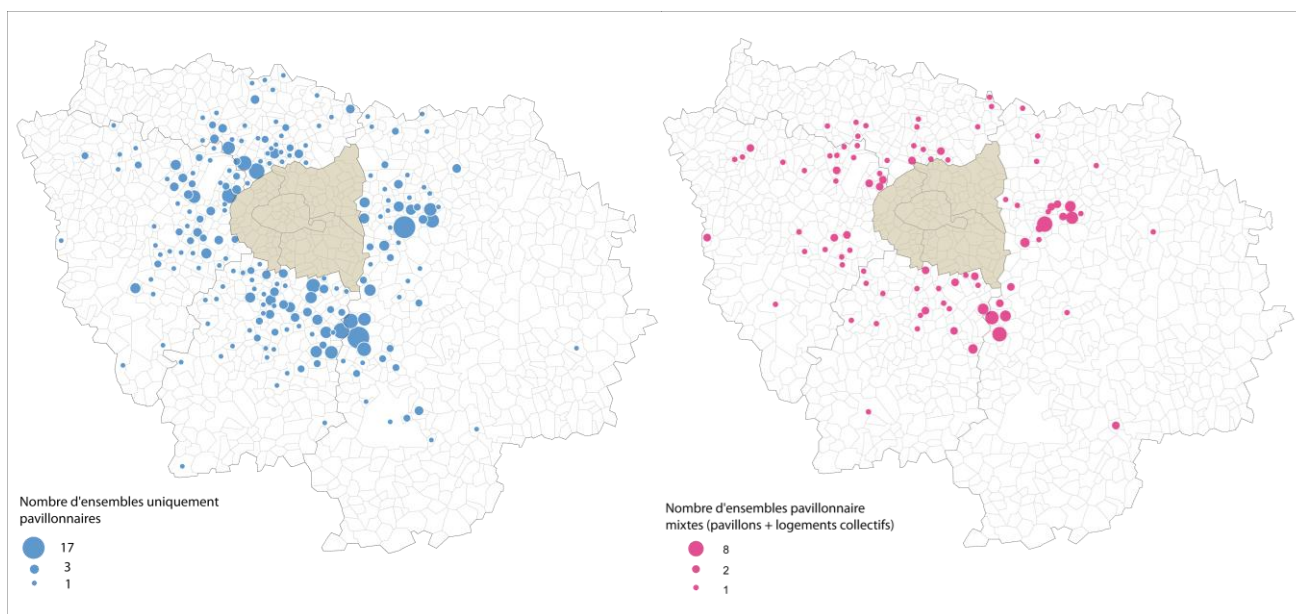 Nombre d'ensembles uniquement
pavillonnaires
17
3
1
Nombre d'ensembles pavillonnaire
mixtes (pavillons + logements collectifs)
8
2
1